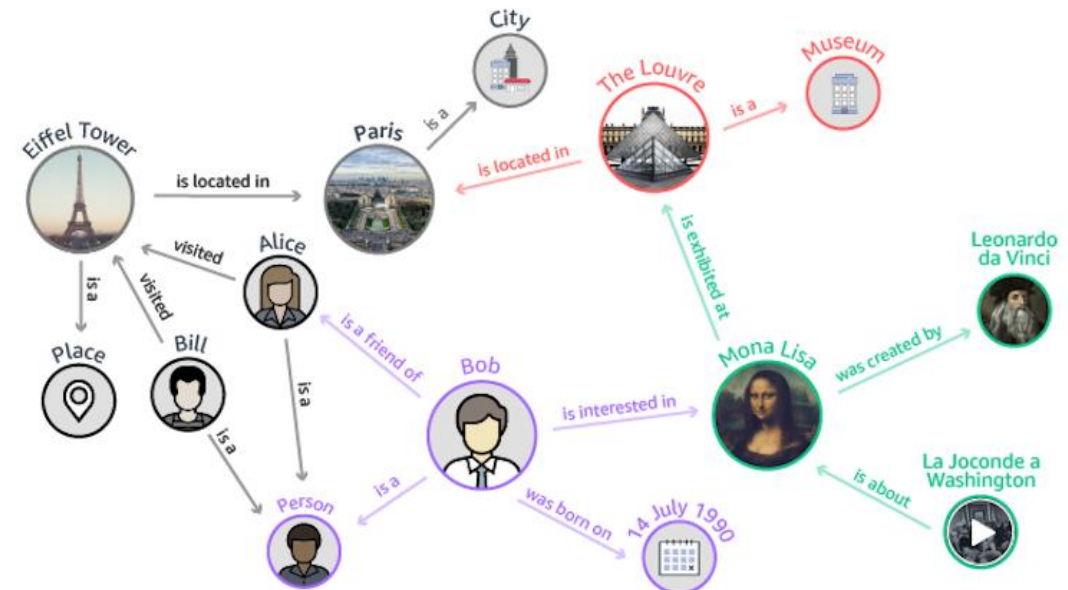 City
Museum
The Louvre
is a
Eiffel Tower
Paris
is a
is located in
is located in
Alice
visited
is exhibited at
Leonardo
da Vinci
is a
visited
Place
Bill
is a friend of
Bob
Mona Lisa
was created by
is a
is interested in
is a
La Joconde a
Washington
is about
Person
is a
was born on
14 July 1990